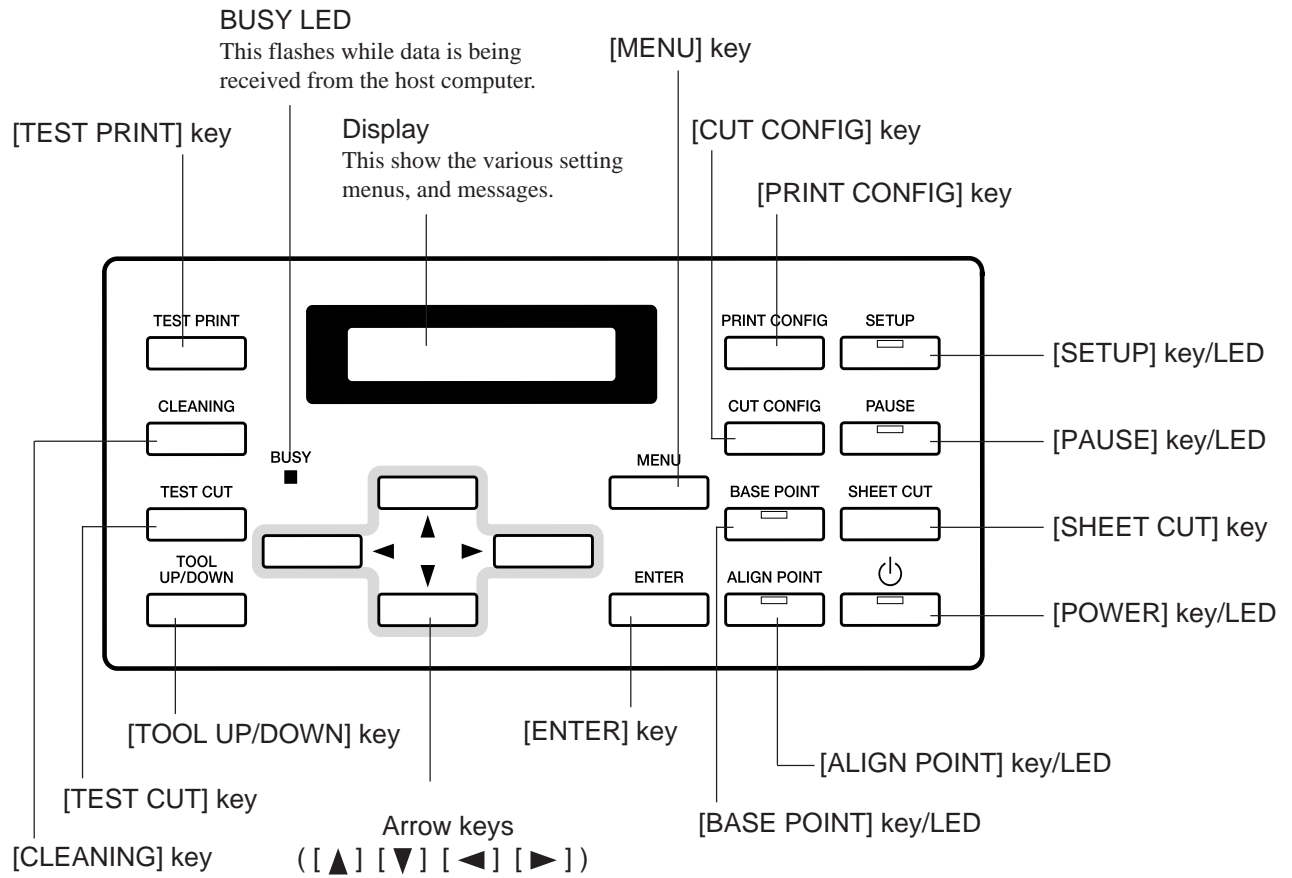 BUSY LED
This flashes while data is being
received from the host computer.
[MENU] key
[TEST PRINT] key
Display
This show the various setting
menus, and messages.
[CUT CONFIG] key
[PRINT CONFIG] key
TEST PRINT
PRINT CONFIG
SETUP
[SETUP] key/LED
CLEANING
CUT CONFIG
PAUSE
[PAUSE] key/LED
BUSY
MENU
TEST CUT
BASE POINT
SHEET CUT
[SHEET CUT] key
TOOL
UP/DOWN
ENTER
ALIGN POINT
[POWER] key/LED
[TOOL UP/DOWN] key
[ENTER] key
[ALIGN POINT] key/LED
[TEST CUT] key
[BASE POINT] key/LED
Arrow keys
([▲] [▼] [◄] [►])
[CLEANING] key